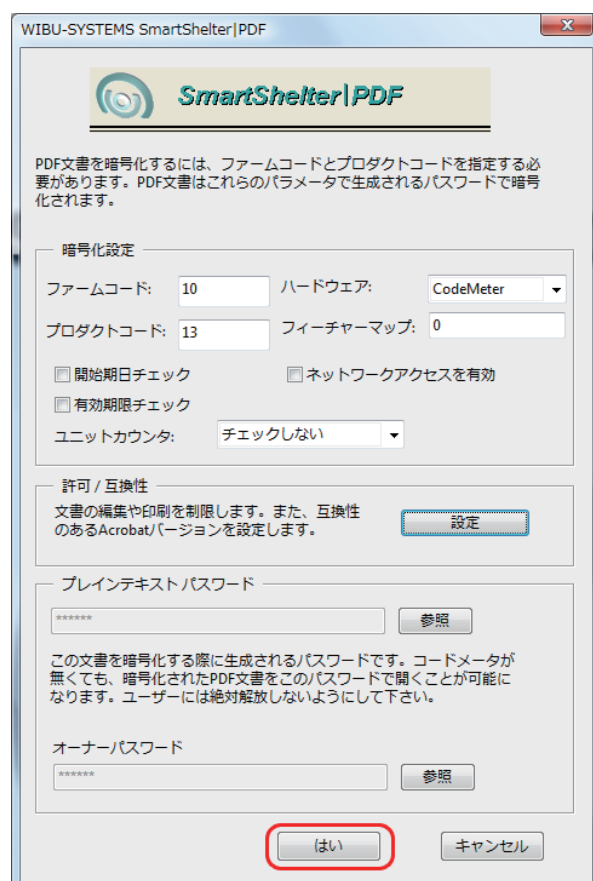 WIBU-SYSTEMS SmartShelter|PDF
SmartShelter|PDF
PDF文書を暗号化するには、ファームコードとプロダクトコードを指定する必
要があります。PDF文書はこれらのパラメータで生成されるパスワードで暗号
化されます。
暗号化設定
ファームコード: 10 ハードウェア: CodeMeter
プロダクトコード: 13 フィーチャーマップ: 0
開始期日チェック ネットワークアクセスを有効
有効期限チェック
ユニットカウンタ: チェックしない
許可 / 互換性
文書の編集や印刷を制限します。また、互換性
のあるAcrobatバージョンを設定します。 設定
プレインテキスト パスワード
****** 参照
この文書を暗号化する際に生成されるパスワードです。コードメータが
無くても、暗号化されたPDF文書をこのパスワードで開くことが可能に
なります。ユーザーには絶対解放しないようにして下さい。
オーナーパスワード
****** 参照
はい キャンセル